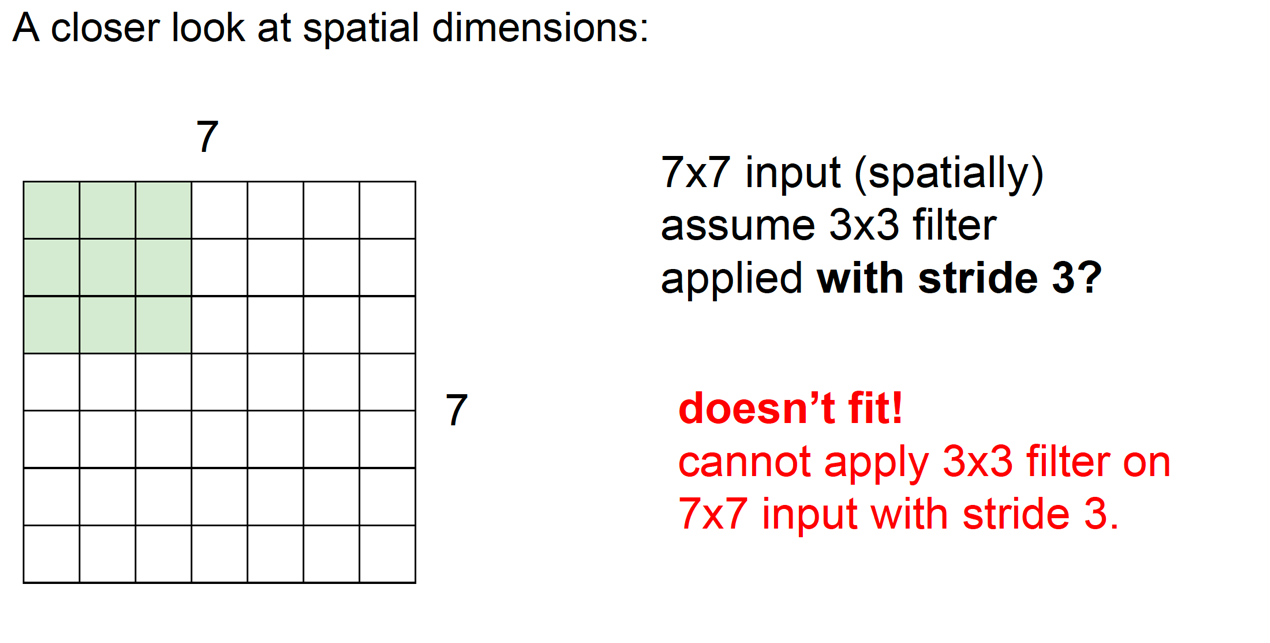 A closer look at spatial dimensions:
7
7x7 input (spatially)
assume 3x3 filter
applied with stride 3?
7
doesn’t fit!
cannot apply 3x3 filter on
7x7 input with stride 3.